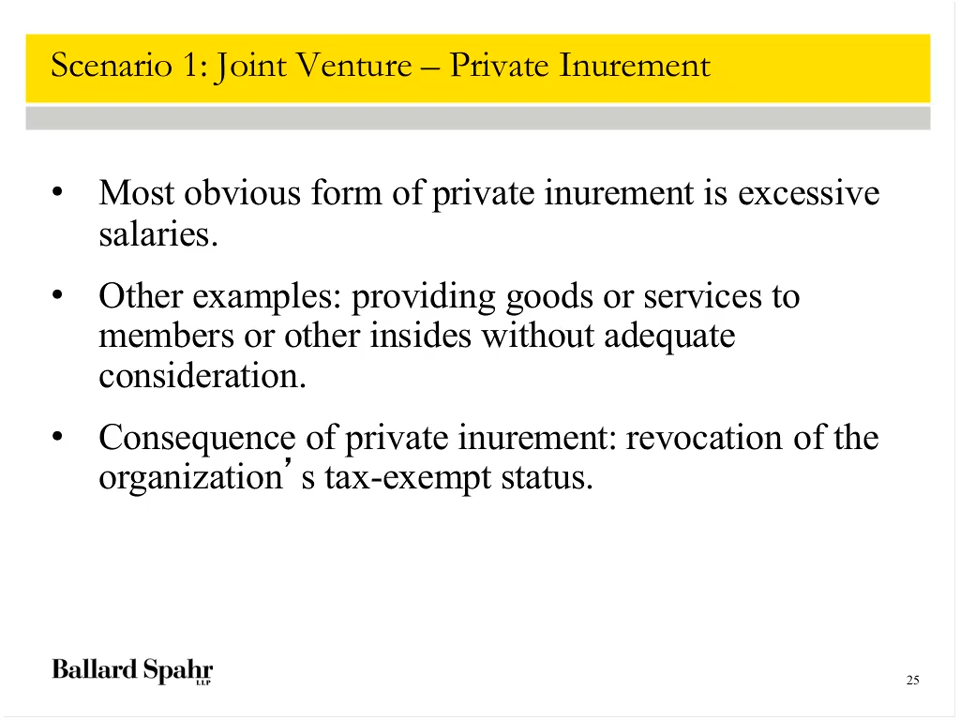 Scenario 1: Joint Venture – Private Inurement
• Most obvious form of private inurement is excessive
salaries.
• Other examples: providing goods or services to
members or other insides without adequate
consideration.
• Consequence of private inurement: revocation of the
organization’s tax-exempt status.
Ballard Spahr
LLP
25